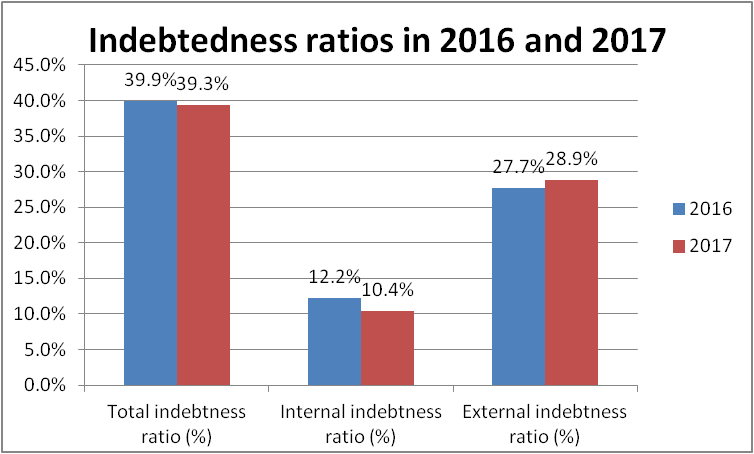 Indebtedness ratios in 2016 and 2017
45.0%
40.0%
35.0%
30.0%
25.0%
20.0%
15.0%
10.0%
5.0%
0.0%
39.9%
39.3%
12.2%
10.4%
27.7%
28.9%
Total indebtness
ratio (%)
Internal indebtness
ratio (%)
External indebtness
ratio (%)
2016
2017